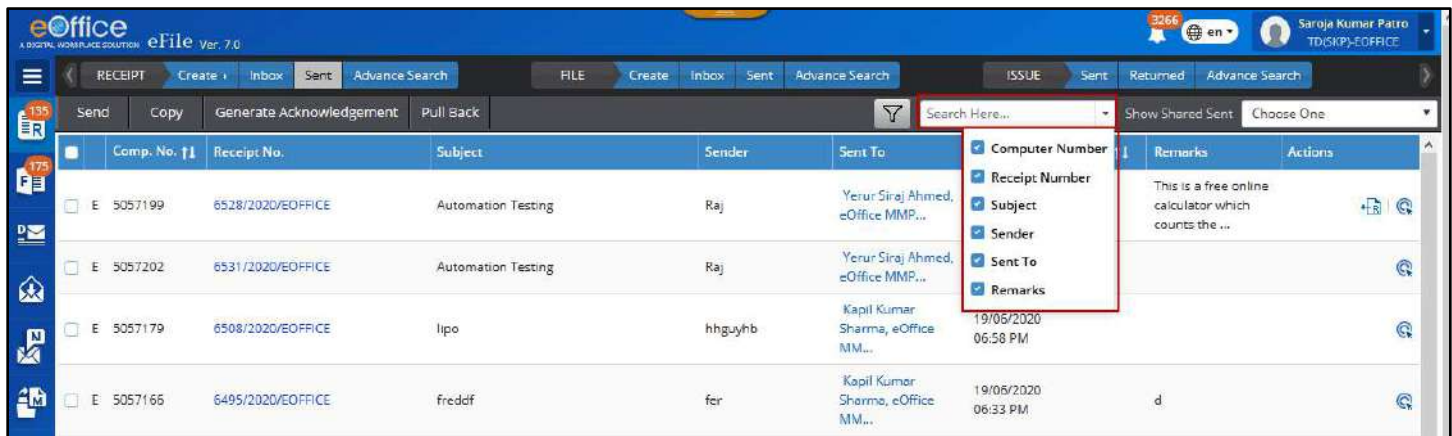 eOffice
A DIGITAL WORKPLACE SOLUTION eFile Ver. 7.0
3266 en Saroja Kumar Patro
TD(SKP)-EOFFICE
RECEIPT Create Inbox Sent Advance Search FILE Create Inbox Sent Advance Search ISSUE Sent Returned Advance Search
135 R Send Copy Generate Acknowledgement Pull Back Search Here... Show Shared Sent Choose One
Comp. No. Receipt No. Subject Sender Sent To Remarks Actions
Computer Number
Receipt Number
Subject
Sender
Sent To
Remarks
175 F
E 5057199 6528/2020/EOFFICE Automation Testing Raj Yerur Siraj Ahmed,
eOffice MMP...
This is a free online
calculator which
counts the ...
R
D
E 5057202 6531/2020/EOFFICE Automation Testing Raj Yerur Siraj Ahmed,
eOffice MMP...
N
E 5057179 6508/2020/EOFFICE lipo hhguyhb Kapil Kumar
Sharma, eOffice
MM...
19/06/2020
06:58 PM
M
E 5057166 6495/2020/EOFFICE freddf fer Kapil Kumar
Sharma, eOffice
MM...
19/06/2020
06:33 PM
d